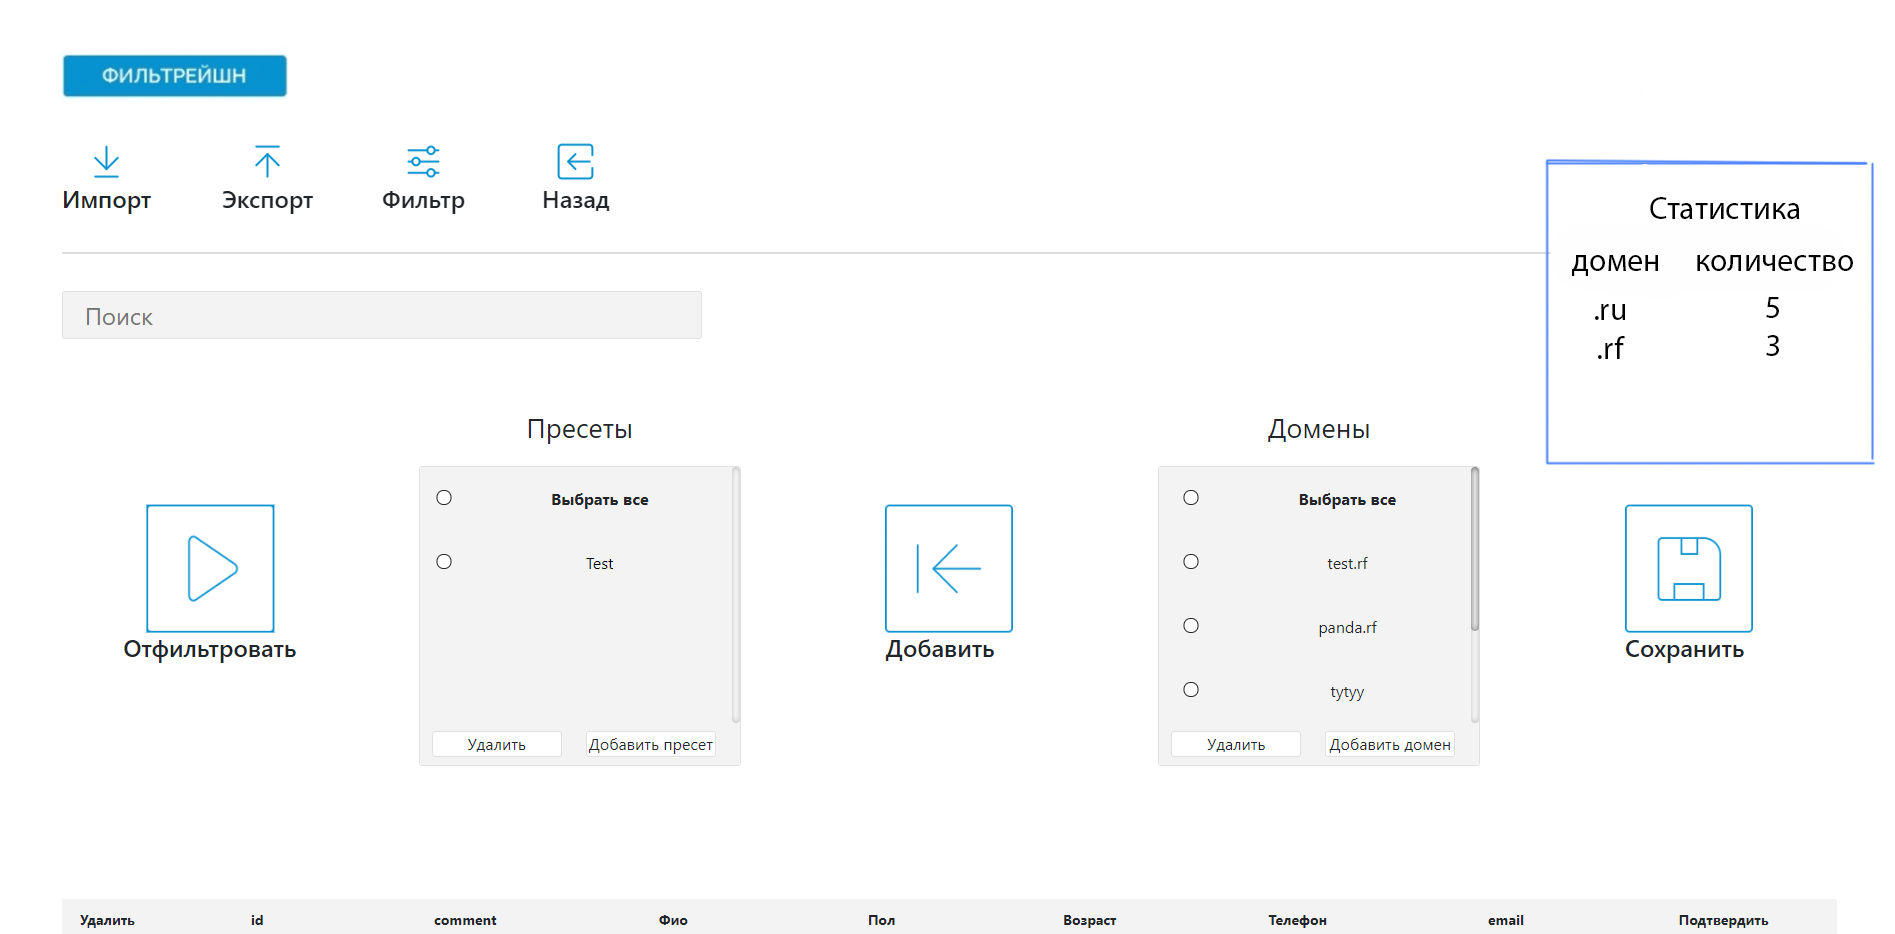 ФИЛЬТРЕЙШН
Импорт Экспорт Фильтр Назад
Статистика
домен количество
.ru 5
.rf 3
Поиск
Пресеты
Выбрать все
Test
Удалить Добавить пресет
Домены
Выбрать все
test.rf
panda.rf
tytyy
Удалить Добавить домен
Отфильтровать
Добавить
Сохранить
Удалить id comment Фио Пол Возраст Телефон email Подтвердить